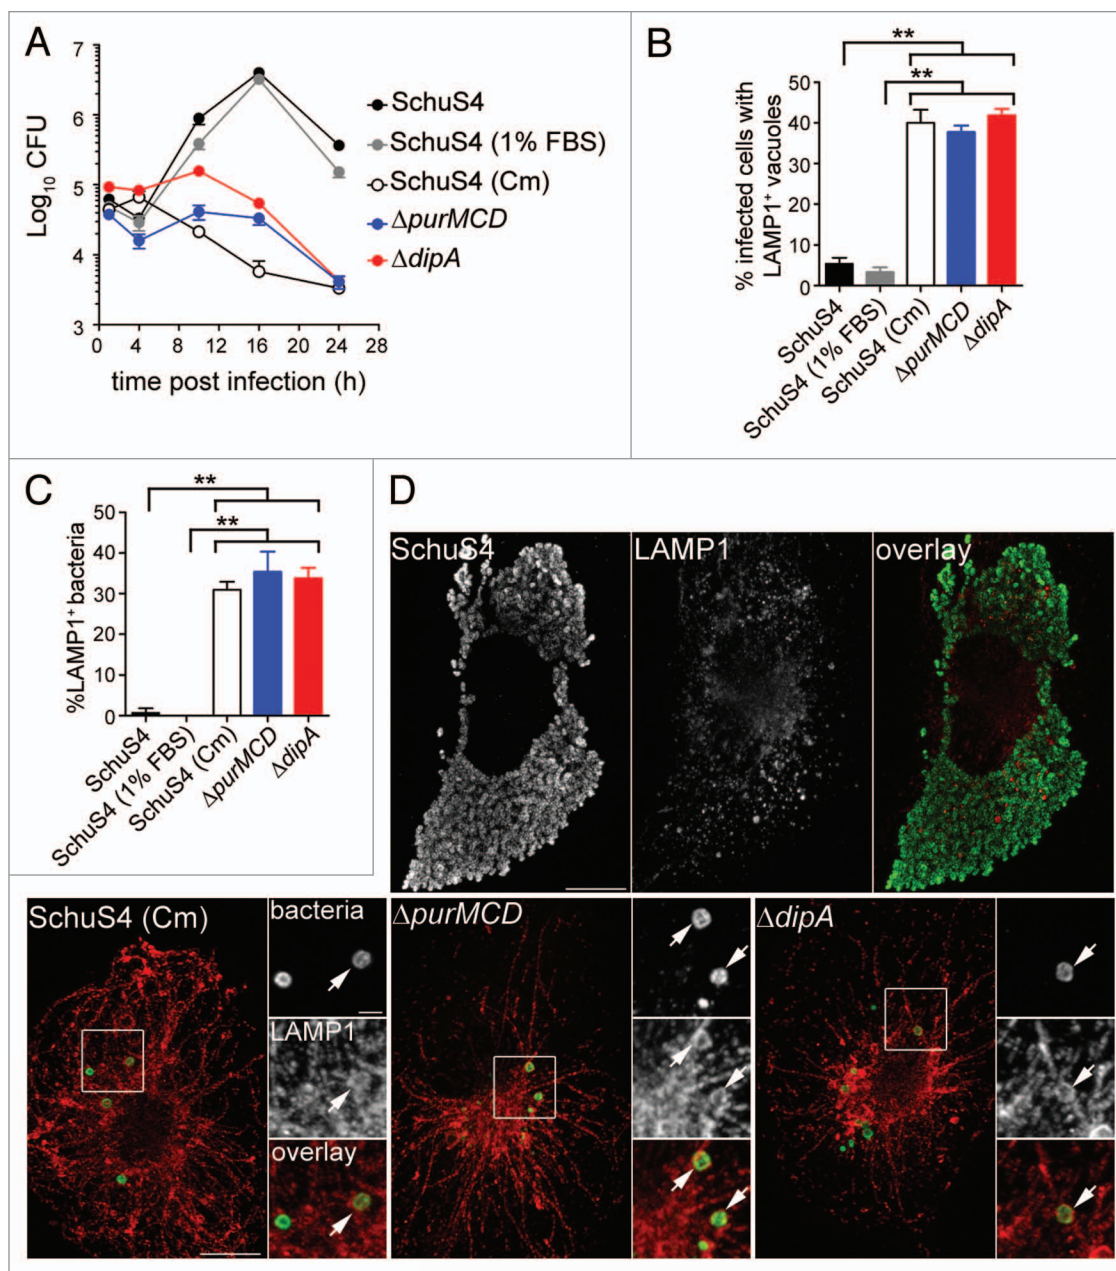 A
7
6
5
4
3
Log10 CFU
0 4 8 12 16 20 24 28
time post infection (h)
SchuS4
SchuS4 (1% FBS)
SchuS4 (Cm)
ΔpurMCD
ΔdipA
B
**
**
50
40
30
20
10
0
% infected cells with
LAMP1+ vacuoles
SchuS4
SchuS4 (1% FBS)
SchuS4 (Cm)
ΔpurMCD
ΔdipA
C
**
**
50
40
30
20
10
0
%LAMP1+ bacteria
SchuS4
SchuS4 (1% FBS)
SchuS4 (Cm)
ΔpurMCD
ΔdipA
D
SchuS4
LAMP1
overlay
SchuS4 (Cm)
bacteria
LAMP1
overlay
ΔpurMCD
ΔdipA